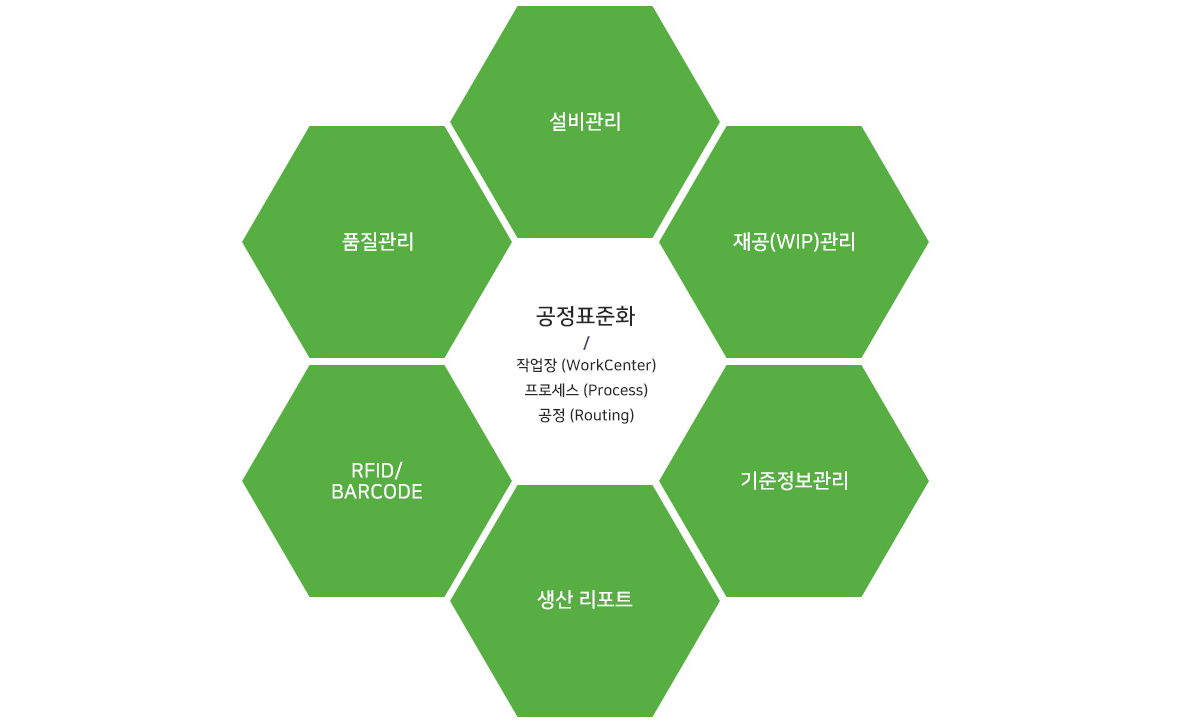 설비관리
품질관리
재공(WIP)관리
공정표준화
/
작업장 (WorkCenter)
프로세스 (Process)
공정 (Routing)
RFID/
BARCODE
기준정보관리
생산 리포트